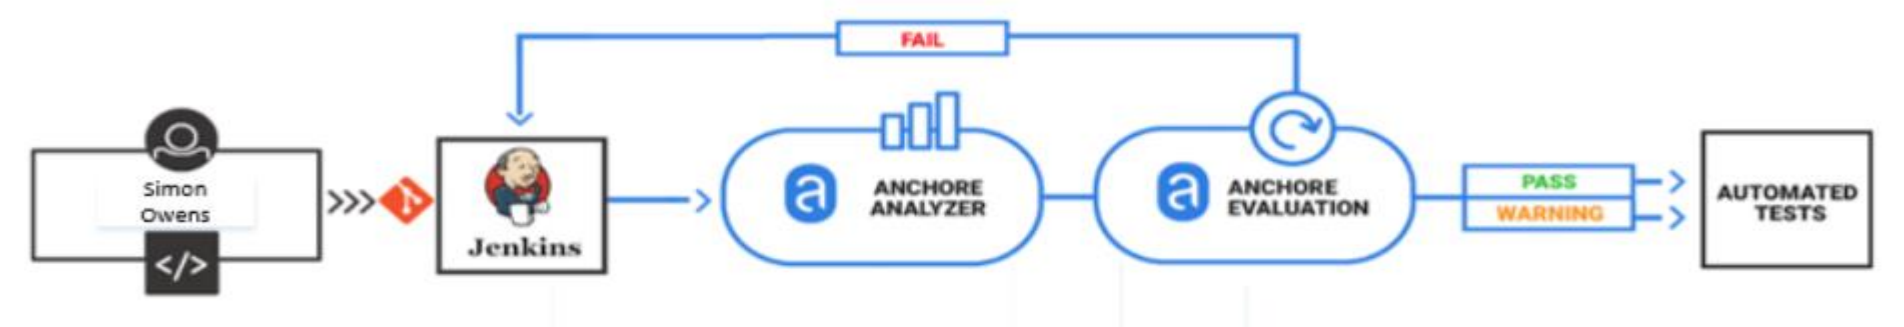 FAIL
Simon
Owens
</>
Jenkins
a
ANCHORE
ANALYZER
a
ANCHORE
EVALUATION
PASS
WARNING
AUTOMATED
TESTS